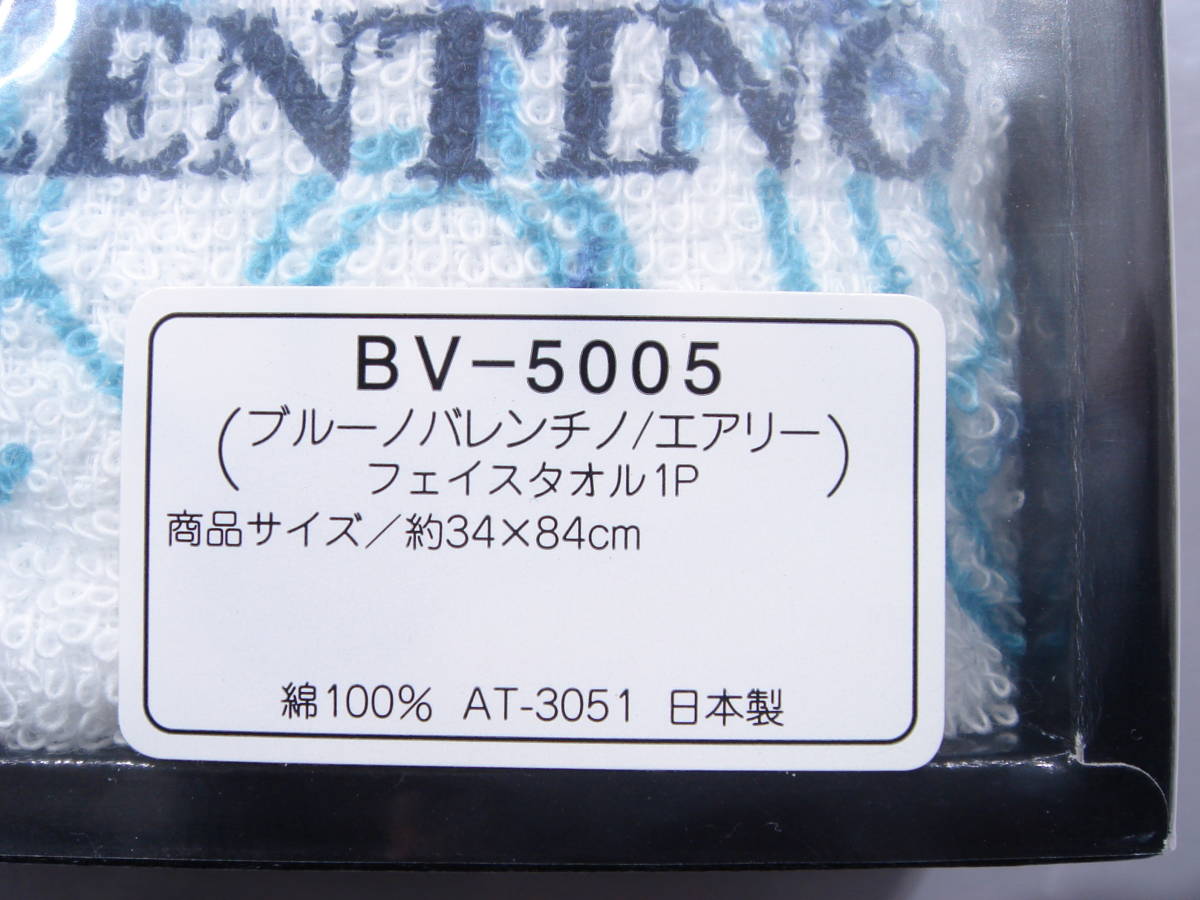 LENTINO
BV-5005
(ブルーノバレンチノ/エアリー
フェイスタオル1P)
商品サイズ/約34×84cm
綿100% AT-3051 日本製